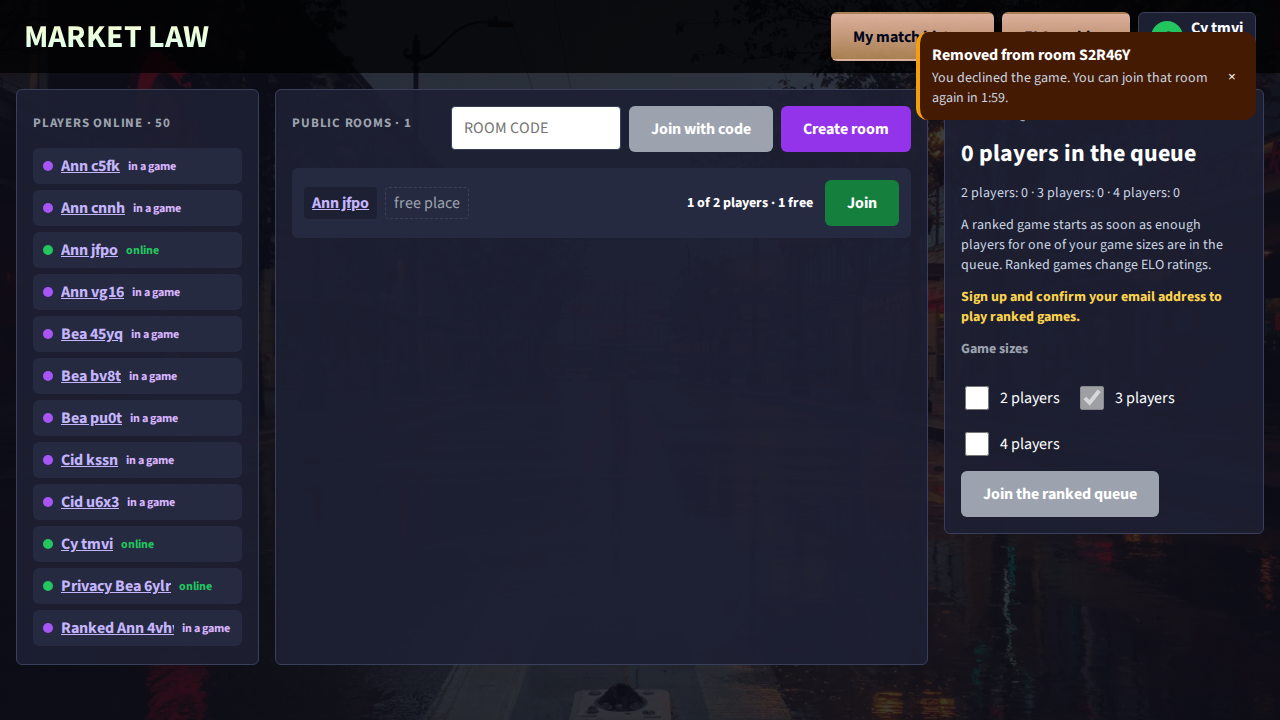 MARKET LAW
My match
Cy tmvi
Removed from room S2R46Y
You declined the game. You can join that room
again in 1:59.
×
PLAYERS ONLINE · 50
Ann c5fk in a game
Ann cnnh in a game
Ann jfpo online
Ann vg16 in a game
Bea 45yq in a game
Bea bv8t in a game
Bea pu0t in a game
Cid kssn in a game
Cid u6x3 in a game
Cy tmvi online
Privacy Bea 6ylr online
Ranked Ann 4vh in a game
PUBLIC ROOMS · 1
ROOM CODE
Join with code
Create room
Ann jfpo
free place
1 of 2 players · 1 free
Join
0 players in the queue
2 players: 0 · 3 players: 0 · 4 players: 0
A ranked game starts as soon as enough
players for one of your game sizes are in the
queue. Ranked games change ELO ratings.
Sign up and confirm your email address to
play ranked games.
Game sizes
2 players
3 players
4 players
Join the ranked queue